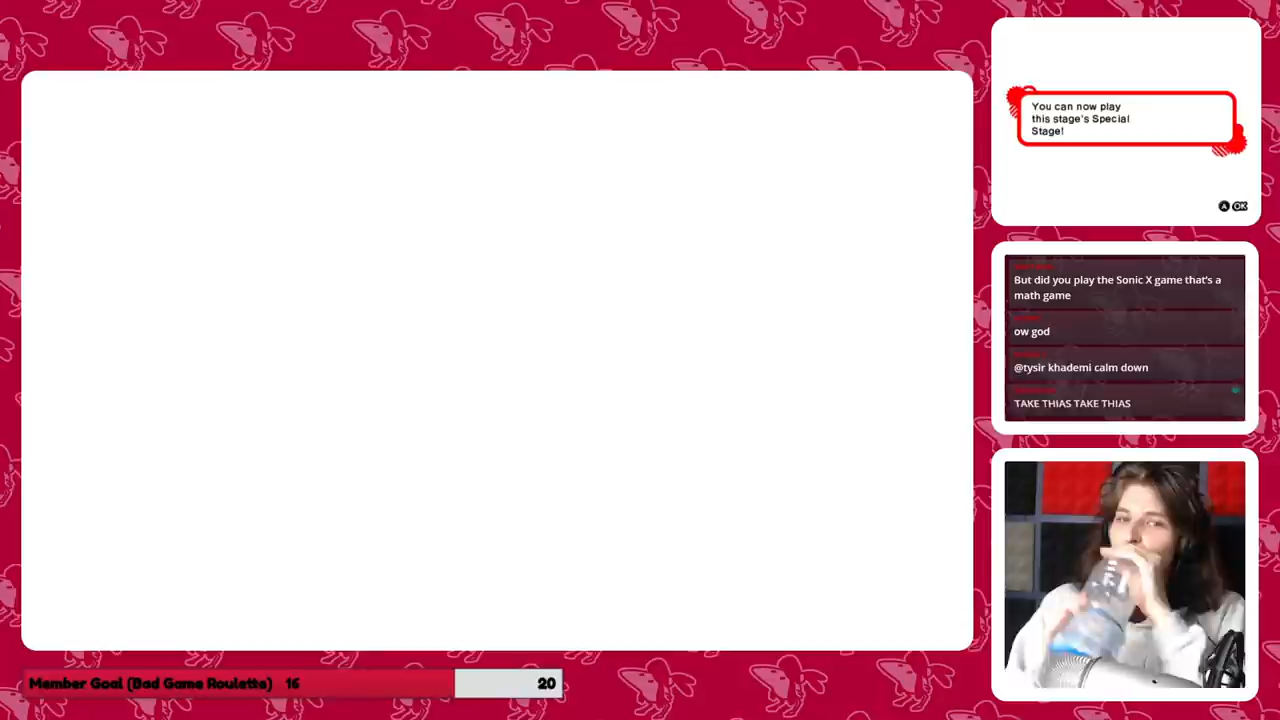 You can now play
this stage's Special
Stage!
A OK
But did you play the Sonic X game that's a
math game
ow god
@tysir khademi calm down
TAKE THIAS TAKE THIAS
Member Goal (Bad Game Roulette) 16
20